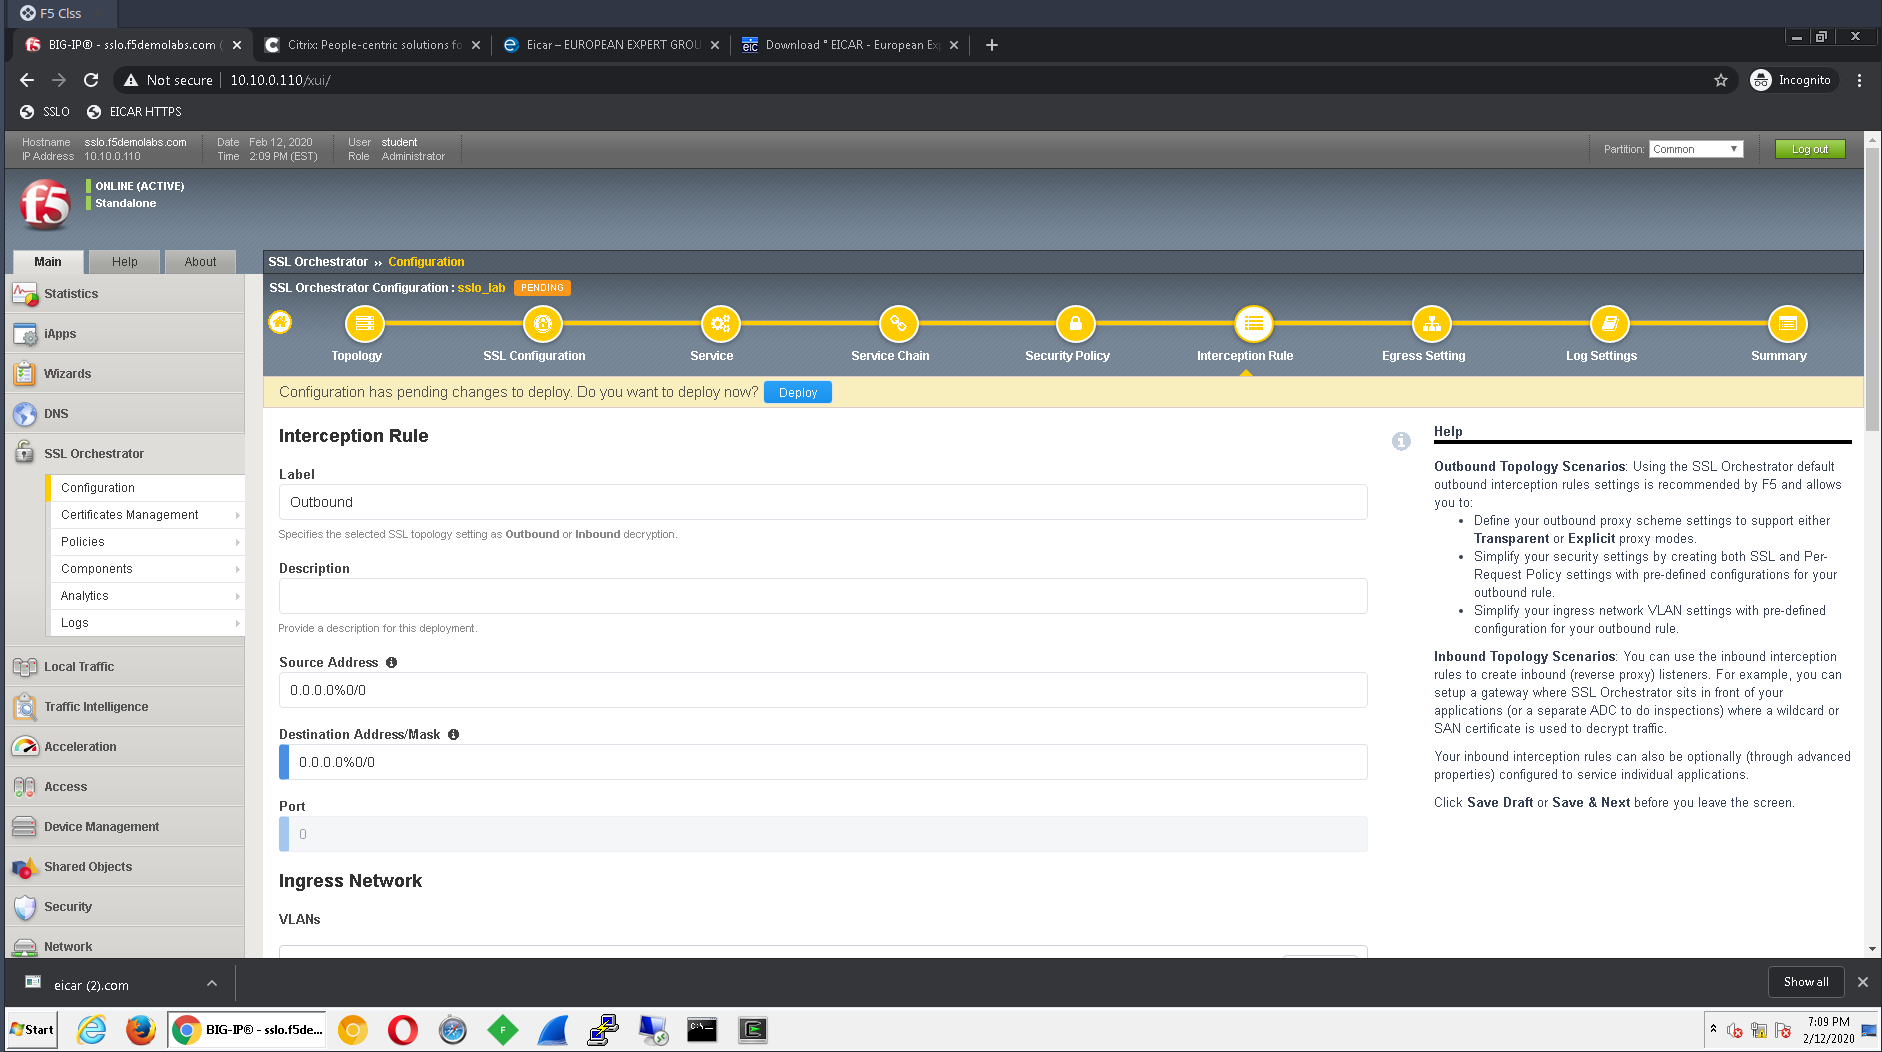 F5 Clss
BIG-IP® - sslo.f5demolabs.com (
Citrix: People-centric solutions fo
Eicar – EUROPEAN EXPERT GROU
Download ° EICAR - European Ex
Not secure
10.10.0.110/xui/
Incognito
SSLO
EICAR HTTPS
Hostname sslo.f5demolabs.com
IP Address 10.10.0.110
Date Feb 12, 2020
Time 2:09 PM (EST)
User student
Role Administrator
Partition: Common
Log out
f5
ONLINE (ACTIVE)
Standalone
Main
Help
About
SSL Orchestrator ›› Configuration
SSL Orchestrator Configuration : sslo_lab PENDING
Topology
SSL Configuration
Service
Service Chain
Security Policy
Interception Rule
Egress Setting
Log Settings
Summary
Statistics
iApps
Wizards
DNS
SSL Orchestrator
Configuration
Certificates Management
Policies
Components
Analytics
Logs
Local Traffic
Traffic Intelligence
Acceleration
Access
Device Management
Shared Objects
Security
Network
Configuration has pending changes to deploy. Do you want to deploy now? Deploy
Interception Rule
Label
Outbound
Specifies the selected SSL topology setting as Outbound or Inbound decryption.
Description
Provide a description for this deployment.
Source Address
0.0.0.0%0/0
Destination Address/Mask
0.0.0.0%0/0
Port
0
Ingress Network
VLANs
Help
Outbound Topology Scenarios: Using the SSL Orchestrator default
outbound interception rules settings is recommended by F5 and allows
you to:
• Define your outbound proxy scheme settings to support either
Transparent or Explicit proxy modes.
• Simplify your security settings by creating both SSL and Per-
Request Policy settings with pre-defined configurations for your
outbound rule.
• Simplify your ingress network VLAN settings with pre-defined
configuration for your outbound rule.
Inbound Topology Scenarios: You can use the inbound interception
rules to create inbound (reverse proxy) listeners. For example, you can
setup a gateway where SSL Orchestrator sits in front of your
applications (or a separate ADC to do inspections) where a wildcard or
SAN certificate is used to decrypt traffic.
Your inbound interception rules can also be optionally (through advanced
properties) configured to service individual applications.
Click Save Draft or Save & Next before you leave the screen.
eicar (2).com
Show all
Start
BIG-IP® - sslo.f5de...
7:09 PM
2/12/2020